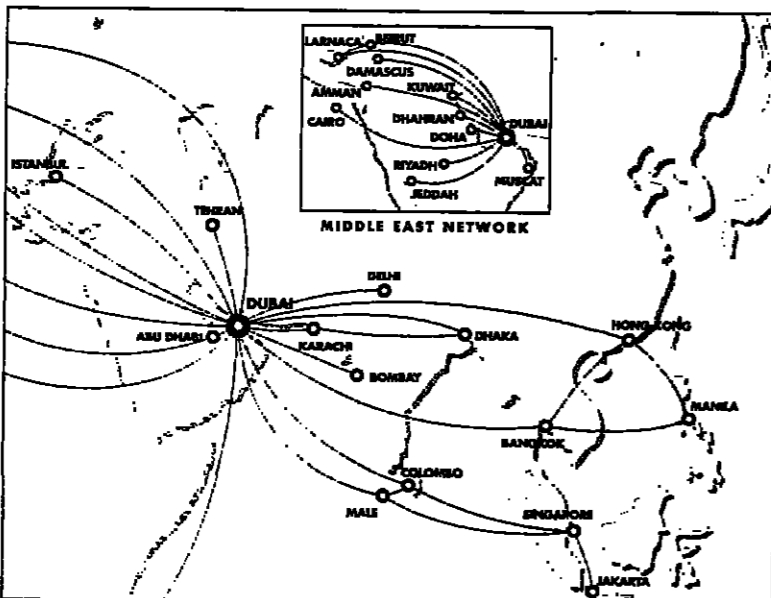 LARNACA
BEIRUT
DAMASCUS
AMMAN
KUWAIT
CAIRO
DHAHRAN
DUBAI
DOHA
RIYADH
MUSCAT
JEDDAH
MIDDLE EAST NETWORK
ISTANBUL
TEHRAN
DELHI
DUBAI
ABU DHABI
KARACHI
DHAKA
HONG KONG
BOMBAY
MANILA
BANGKOK
COLOMBO
MALE
SINGAPORE
JAKARTA